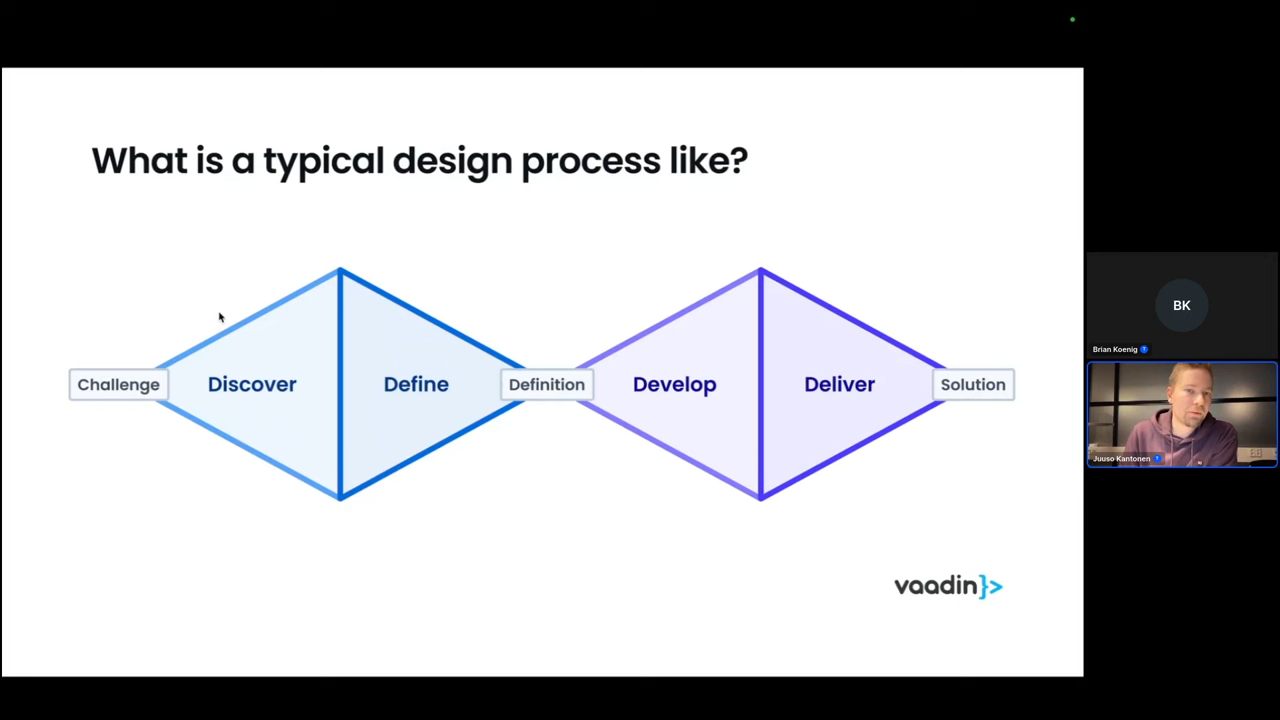 What is a typical design process like?
Challenge
Discover
Define
Definition
Develop
Deliver
Solution
vaadin}>
BK
Brian Koenig
Juuso Kantonen